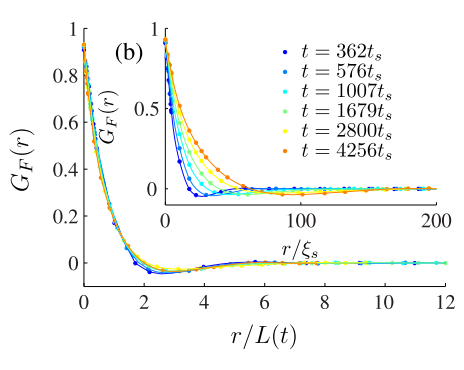 (b)
t = 362t_s
t = 576t_s
t = 1007t_s
t = 1679t_s
t = 2800t_s
t = 4256t_s
G_F(r)
1
0.5
0
0
100
200
r/ξ_s
G_F(r)
1
0.8
0.6
0.4
0.2
0
0
2
4
6
8
10
12
r/L(t)